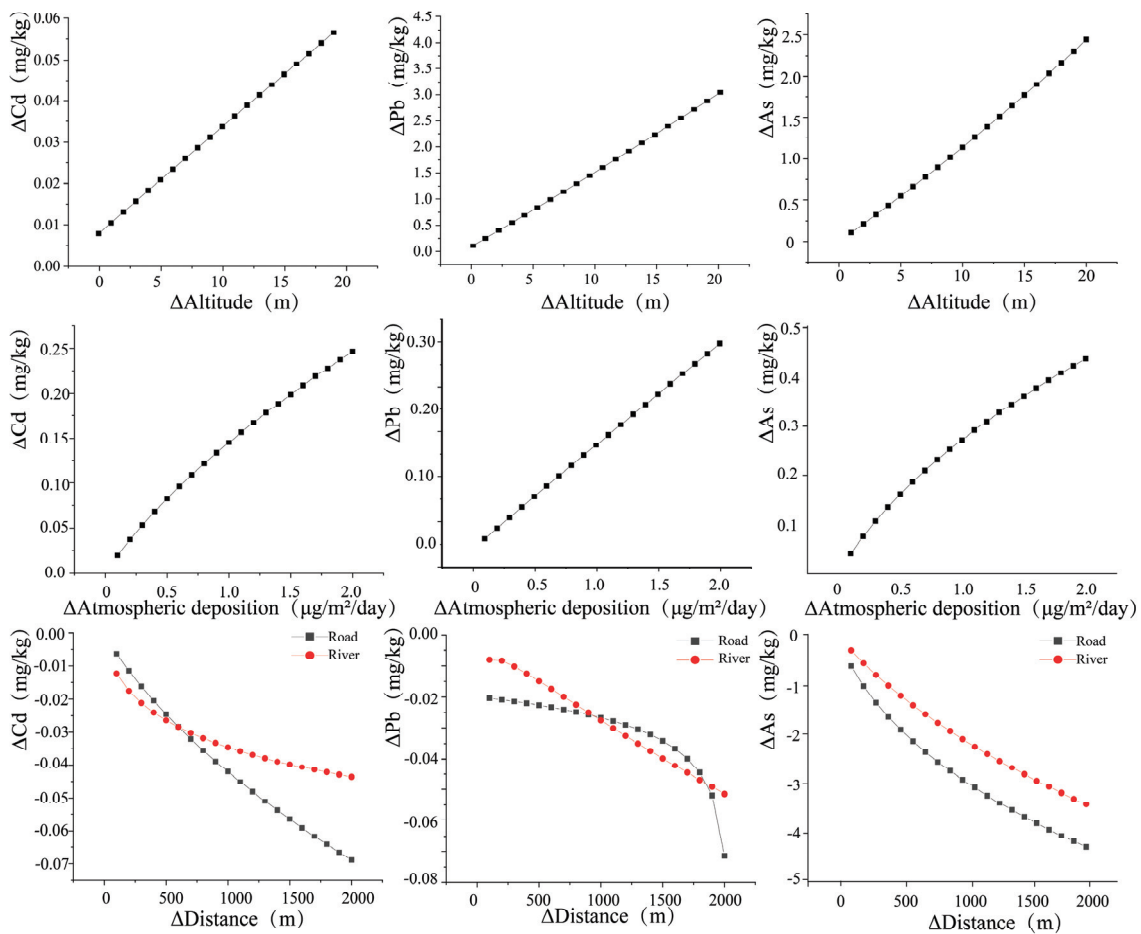 ΔCd (mg/kg)
0.06
0.05
0.04
0.03
0.02
0.01
0.00
0 5 10 15 20
ΔAltitude (m)
ΔPb (mg/kg)
4.5
4.0
3.5
3.0
2.5
2.0
1.5
1.0
0.5
0.0
0 5 10 15 20
ΔAltitude (m)
ΔAs (mg/kg)
2.5
2.0
1.5
1.0
0.5
0
0 5 10 15 20
ΔAltitude (m)
ΔCd (mg/kg)
0.25
0.20
0.15
0.10
0.05
0.0
0 0.5 1.0 1.5 2.0
ΔAtmospheric deposition (μg/m²/day)
ΔPb (mg/kg)
0.30
0.20
0.10
0.0
0 0.5 1.0 1.5 2.0
ΔAtmospheric deposition (μg/m²/day)
ΔAs (mg/kg)
0.5
0.4
0.3
0.2
0.1
0 0.5 1.0 1.5 2.0
ΔAtmospheric deposition (μg/m²/day)
ΔCd (mg/kg)
0.00
-0.01
-0.02
-0.03
-0.04
-0.05
-0.06
-0.07
Road
River
0 500 1000 1500 2000
ΔDistance (m)
ΔPb (mg/kg)
0.00
-0.02
-0.04
-0.06
-0.08
Road
River
0 500 1000 1500 2000
ΔDistance (m)
ΔAs (mg/kg)
0
-1
-2
-3
-4
-5
Road
River
0 500 1000 1500 2000
ΔDistance (m)